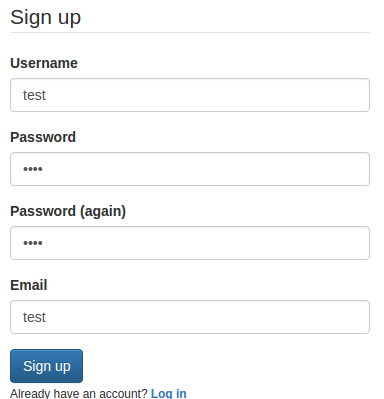 Sign up
Username
test
Password
••••
Password (again)
••••
Email
test
Sign up
Already have an account? Log in